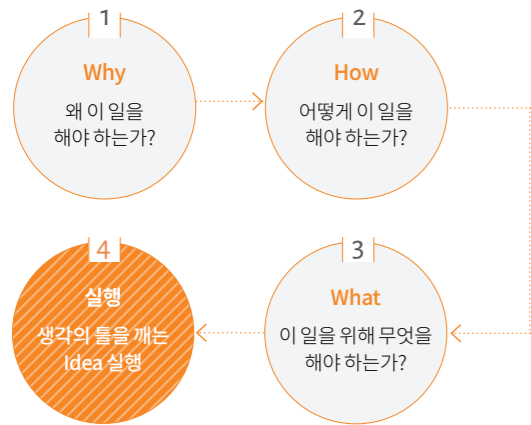 1
Why
왜 이 일을
해야 하는가?
2
How
어떻게 이 일을
해야 하는가?
3
What
이 일을 위해 무엇을
해야 하는가?
4
실행
생각의 틀을 깨는
Idea 실행